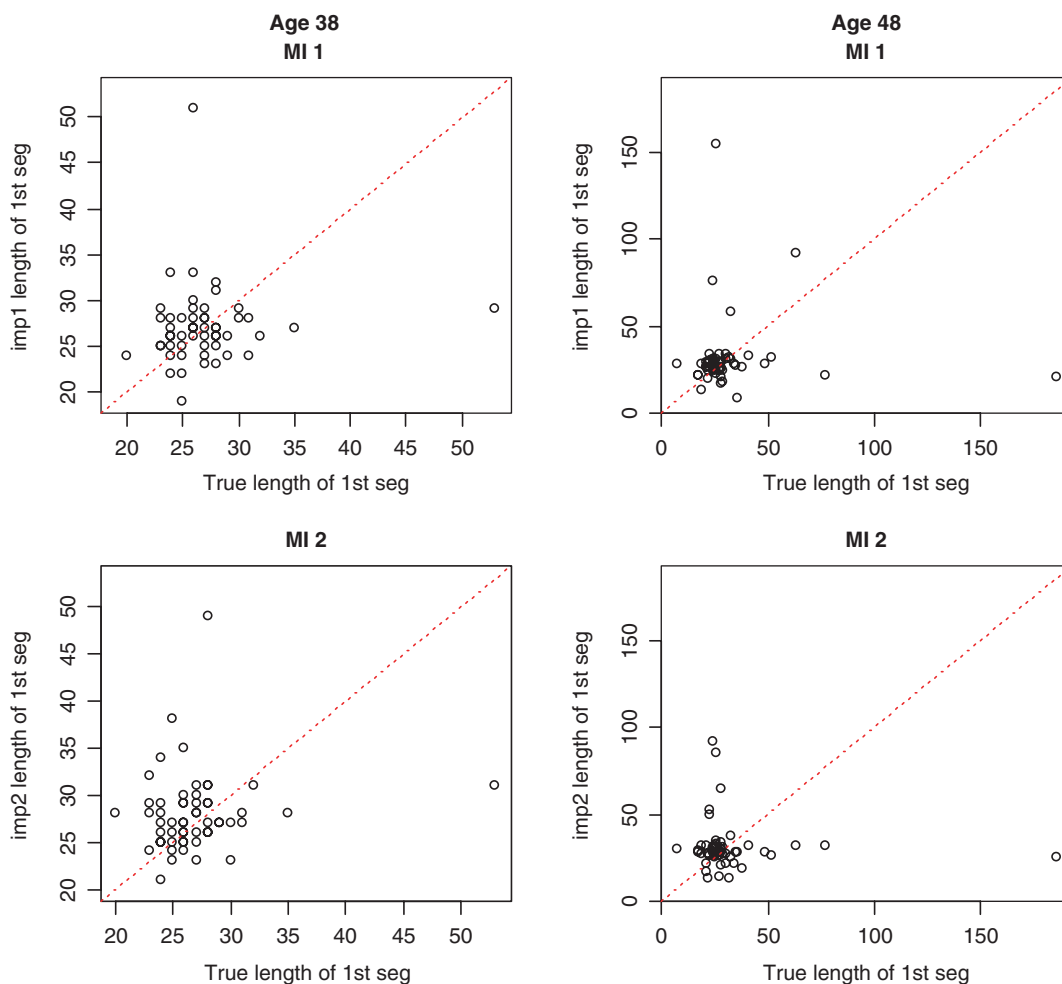 Age 38
MI 1
imp1 length of 1st seg
50
45
40
35
30
25
20
20 25 30 35 40 45 50
True length of 1st seg
Age 48
MI 1
imp1 length of 1st seg
150
100
50
0
0 50 100 150
True length of 1st seg
MI 2
imp2 length of 1st seg
50
45
40
35
30
25
20
20 25 30 35 40 45 50
True length of 1st seg
MI 2
imp2 length of 1st seg
150
100
50
0
0 50 100 150
True length of 1st seg